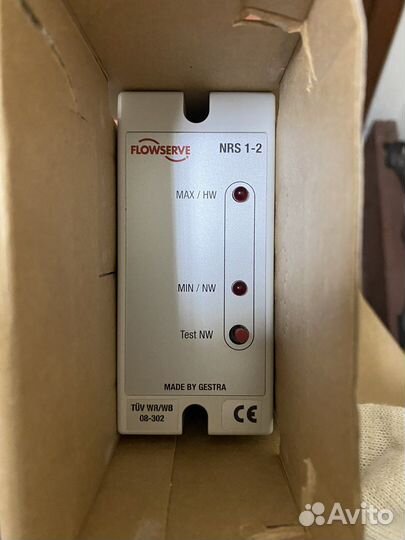 FLOWSERVE NRS 1-2
MAX / HW
MIN / NW
Test NW
MADE BY GESTRA
TÜV WR/WB
08-302
CE
Avito